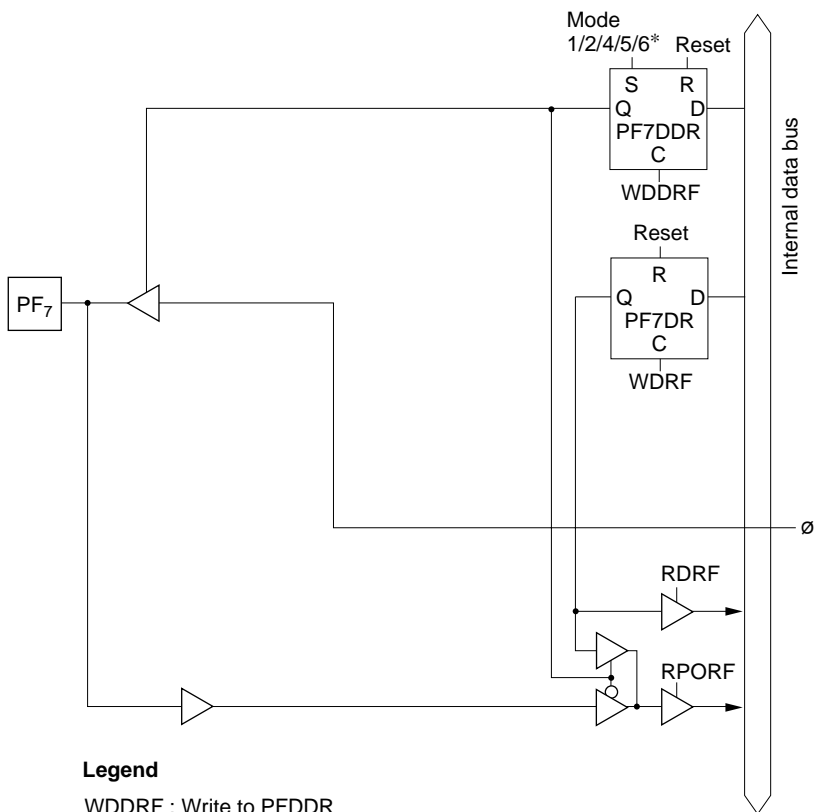 Mode
1/2/4/5/6*
Reset
S R
Q D
PF7DDR
C
WDDRF
Internal data bus
Reset
R
Q D
PF7DR
C
WDRF
PF₇
ø
RDRF
RPORF
Legend
WDDRF : Write to PFDDR